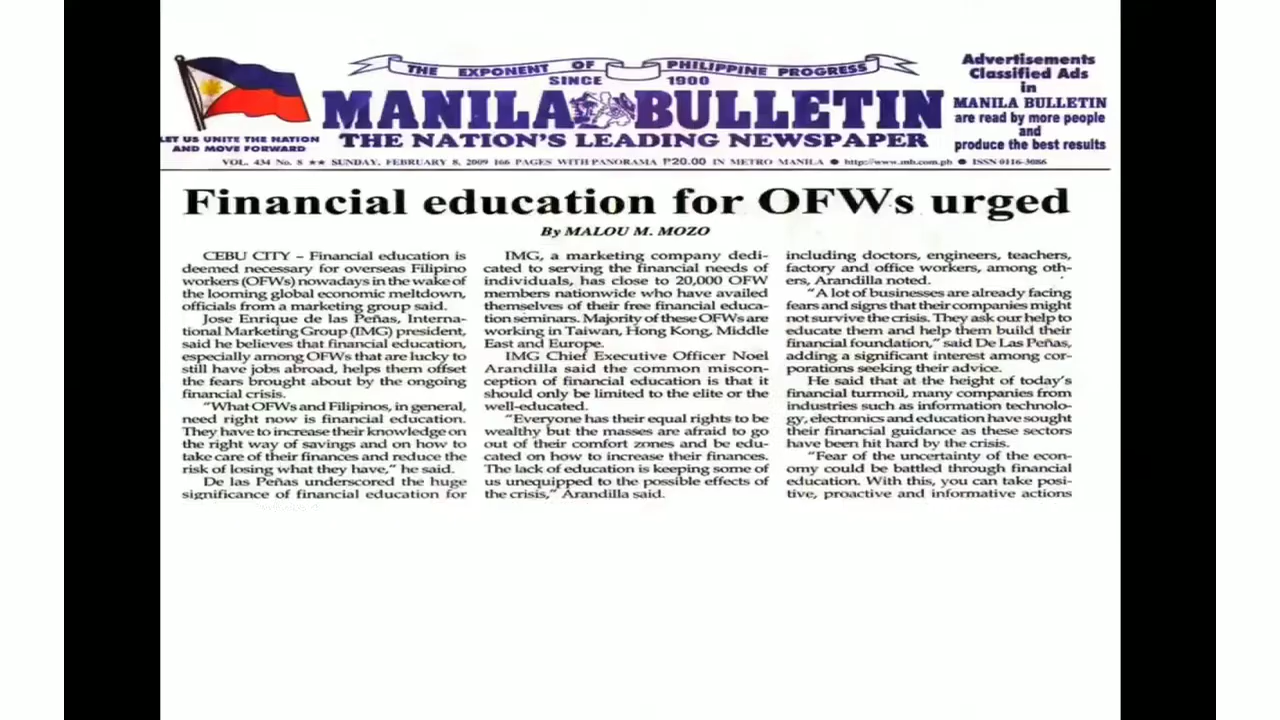 THE EXPONENT OF PHILIPPINE PROGRESS
SINCE 1900
MANILA BULLETIN
THE NATION'S LEADING NEWSPAPER
LET US UNITE THE NATION
AND MOVE FORWARD
Advertisements
Classified Ads
in
MANILA BULLETIN
are read by more people
and
produce the best results
VOL. 434 No. 8 ★★ SUNDAY, FEBRUARY 8, 2009 166 PAGES WITH PANORAMA ₱20.00 IN METRO MANILA ● http://www.mb.com.ph ● ISSN 0116-3086
Financial education for OFWs urged
By MALOU M. MOZO
CEBU CITY – Financial education is
deemed necessary for overseas Filipino
workers (OFWs) nowadays in the wake of
the looming global economic meltdown,
officials from a marketing group said.
Jose Enrique de las Peñas, Interna-
tional Marketing Group (IMG) president,
said he believes that financial education,
especially among OFWs that are lucky to
still have jobs abroad, helps them offset
the fears brought about by the ongoing
financial crisis.
"What OFWs and Filipinos, in general,
need right now is financial education.
They have to increase their knowledge on
the right way of savings and on how to
take care of their finances and reduce the
risk of losing what they have," he said.
De las Peñas underscored the huge
significance of financial education for
IMG, a marketing company dedi-
cated to serving the financial needs of
individuals, has close to 20,000 OFW
members nationwide who have availed
themselves of their free financial educa-
tion seminars. Majority of these OFWs are
working in Taiwan, Hong Kong, Middle
East and Europe.
IMG Chief Executive Officer Noel
Arandilla said the common miscon-
ception of financial education is that it
should only be limited to the elite or the
well-educated.
"Everyone has their equal rights to be
wealthy but the masses are afraid to go
out of their comfort zones and be edu-
cated on how to increase their finances.
The lack of education is keeping some of
us unequipped to the possible effects of
the crisis," Arandilla said.
including doctors, engineers, teachers,
factory and office workers, among oth-
ers, Arandilla noted.
"A lot of businesses are already facing
fears and signs that their companies might
not survive the crisis. They ask our help to
educate them and help them build their
financial foundation," said De Las Peñas,
adding a significant interest among cor-
porations seeking their advice.
He said that at the height of today's
financial turmoil, many companies from
industries such as information technolo-
gy, electronics and education have sought
their financial guidance as these sectors
have been hit hard by the crisis.
"Fear of the uncertainty of the econ-
omy could be battled through financial
education. With this, you can take posi-
tive, proactive and informative actions